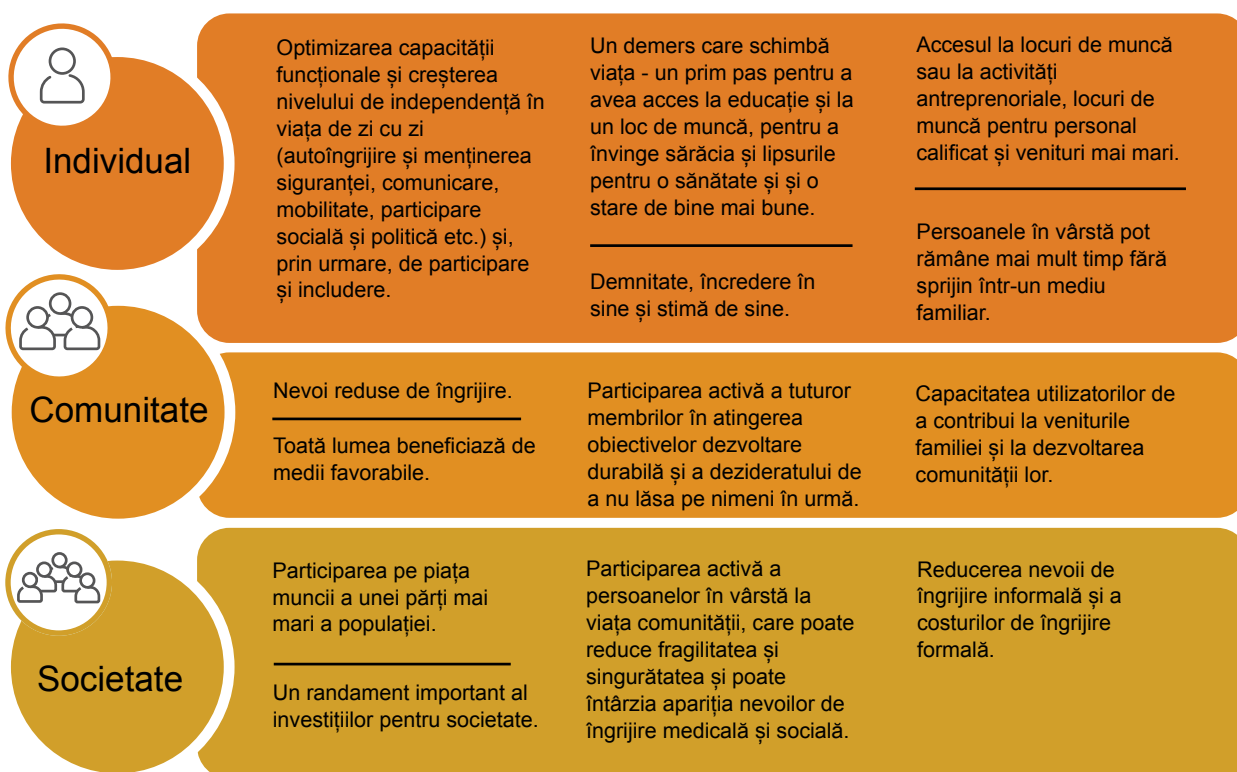 Individual
Optimizarea capacității
funcționale și creșterea
nivelului de independență în
viața de zi cu zi
(autoîngrijire și menținerea
siguranței, comunicare,
mobilitate, participare
socială și politică etc.) și,
prin urmare, de participare
și includere.
Un demers care schimbă
viața - un prim pas pentru a
avea acces la educație și la
un loc de muncă, pentru a
învinge sărăcia și lipsurile
pentru o sănătate și și o
stare de bine mai bune.
Demnitate, încredere în
sine și stimă de sine.
Accesul la locuri de muncă
sau la activități
antreprenoriale, locuri de
muncă pentru personal
calificat și venituri mai mari.
Persoanele în vârstă pot
rămâne mai mult timp fără
sprijin într-un mediu
familiar.
Comunitate
Nevoi reduse de îngrijire.
Toată lumea beneficiază de
medii favorabile.
Participarea activă a tuturor
membrilor în atingerea
obiectivelor dezvoltare
durabilă și a dezideratului de
a nu lăsa pe nimeni în urmă.
Capacitatea utilizatorilor de
a contribui la veniturile
familiei și la dezvoltarea
comunității lor.
Societate
Participarea pe piața
muncii a unei părți mai
mari a populației.
Un randament important al
investițiilor pentru societate.
Participarea activă a
persoanelor în vârstă la
viața comunității, care poate
reduce fragilitatea și
singurătatea și poate
întârzia apariția nevoilor de
îngrijire medicală și socială.
Reducerea nevoii de
îngrijire informală și a
costurilor de îngrijire
formală.